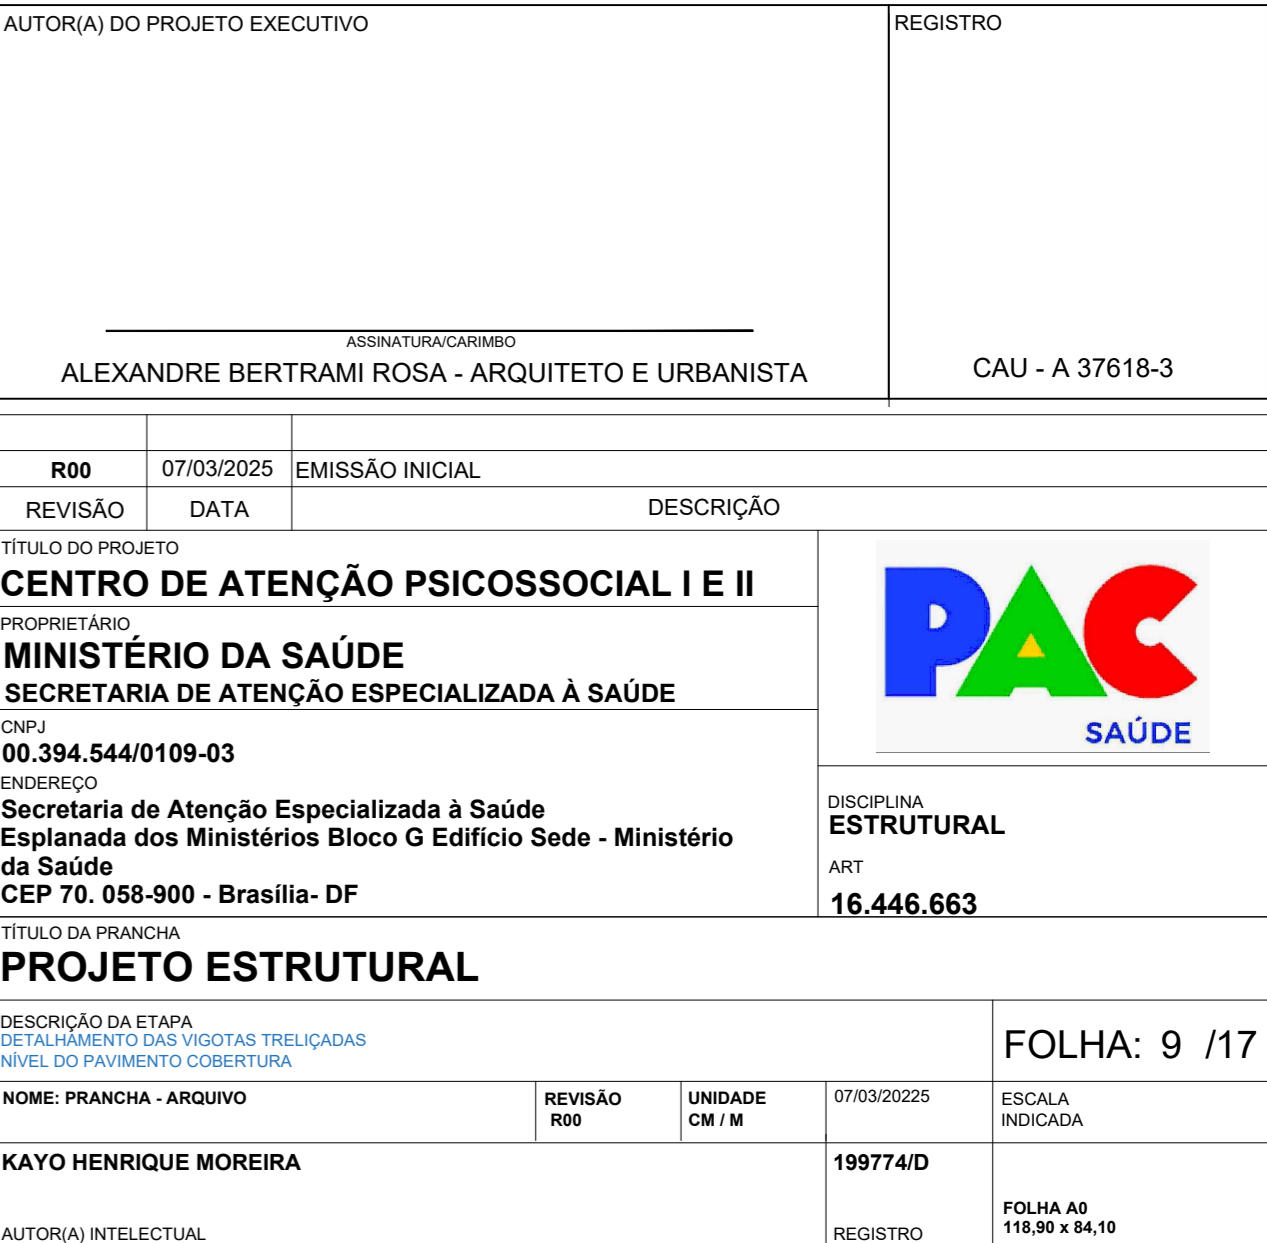 AUTOR(A) DO PROJETO EXECUTIVO
REGISTRO
ASSINATURA/CARIMBO
ALEXANDRE BERTRAMI ROSA - ARQUITETO E URBANISTA
CAU - A 37618-3
R00 07/03/2025 EMISSÃO INICIAL
REVISÃO DATA DESCRIÇÃO
TÍTULO DO PROJETO
CENTRO DE ATENÇÃO PSICOSSOCIAL I E II
PROPRIETÁRIO
MINISTÉRIO DA SAÚDE
SECRETARIA DE ATENÇÃO ESPECIALIZADA À SAÚDE
PAC
SAÚDE
CNPJ
00.394.544/0109-03
ENDEREÇO
Secretaria de Atenção Especializada à Saúde
Esplanada dos Ministérios Bloco G Edifício Sede - Ministério
da Saúde
CEP 70. 058-900 - Brasília- DF
DISCIPLINA
ESTRUTURAL
ART
16.446.663
TÍTULO DA PRANCHA
PROJETO ESTRUTURAL
DESCRIÇÃO DA ETAPA
DETALHAMENTO DAS VIGOTAS TRELIÇADAS
NÍVEL DO PAVIMENTO COBERTURA
FOLHA: 9 /17
NOME: PRANCHA - ARQUIVO
REVISÃO
R00
UNIDADE
CM / M
07/03/20225
ESCALA
INDICADA
KAYO HENRIQUE MOREIRA
199774/D
AUTOR(A) INTELECTUAL
REGISTRO
FOLHA A0
118,90 x 84,10